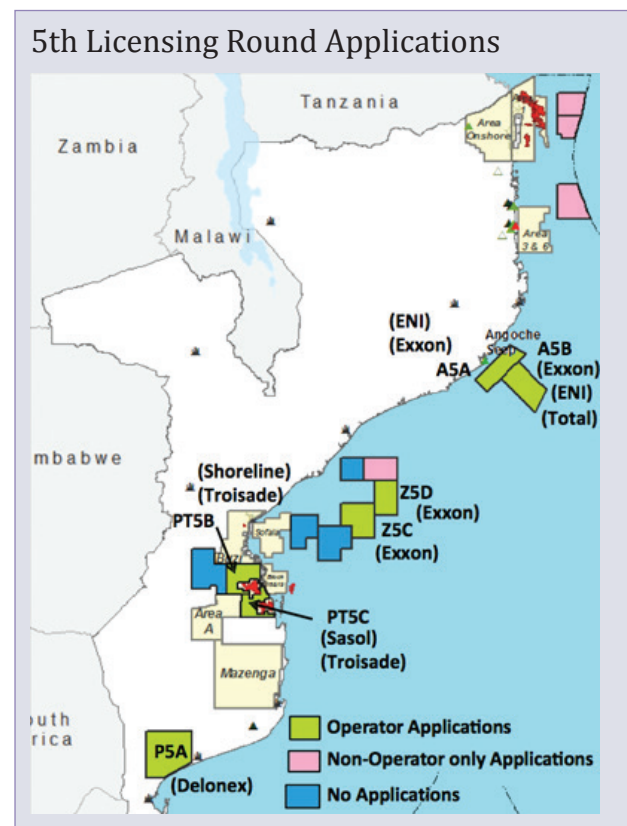 5th Licensing Round Applications
Tanzania
Zambia
Area
Onshore
Malawi
Area
3 & 6
(ENI)
(Exxon)
Angoche
Seep
A5A
A5B
(Exxon)
(ENI)
(Total)
mbabwe
(Shoreline)
(Troisade)
PT5B
Sofala
Z5D
(Exxon)
Z5C
(Exxon)
Area
A
PT5C
(Sasol)
(Troisade)
Mazenga
outh
rica
P5A
(Delonex)
Operator Applications
Non-Operator only Applications
No Applications